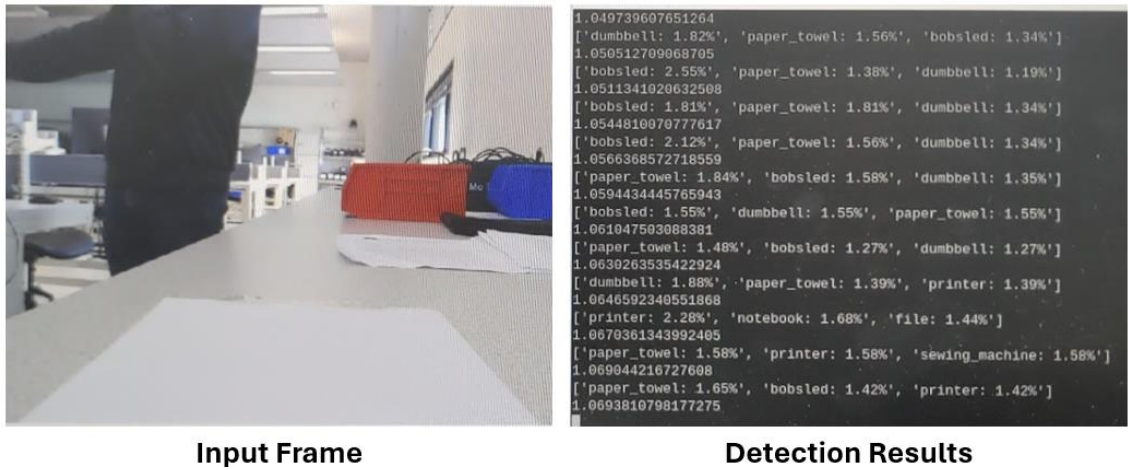 Mo
1.049739607651264
['dumbbell: 1.82%', 'paper_towel: 1.56%', 'bobsled: 1.34%']
1.050512709068705
['bobsled: 2.55%', 'paper_towel: 1.38%', 'dumbbell: 1.19%']
1.0511341020632508
['bobsled: 1.81%', 'paper_towel: 1.81%', 'dumbbell: 1.34%']
1.0544810070777617
['bobsled: 2.12%', 'paper_towel: 1.56%', 'dumbbell: 1.34%']
1.0566368572718559
['paper_towel: 1.84%', 'bobsled: 1.58%', 'dumbbell: 1.35%']
1.0594434445765943
['bobsled: 1.55%', 'dumbbell: 1.55%', 'paper_towel: 1.55%']
1.061047503088381
['paper_towel: 1.48%', 'bobsled: 1.27%', 'dumbbell: 1.27%']
1.0630263535422924
['dumbbell: 1.88%', 'paper_towel: 1.39%', 'printer: 1.39%']
1.0646592340551868
['printer: 2.28%', 'notebook: 1.68%', 'file: 1.44%']
1.0670361343992405
['paper_towel: 1.58%', 'printer: 1.58%', 'sewing_machine: 1.58%']
1.069044216727608
['paper_towel: 1.65%', 'bobsled: 1.42%', 'printer: 1.42%']
1.0693810798177275
Input Frame
Detection Results